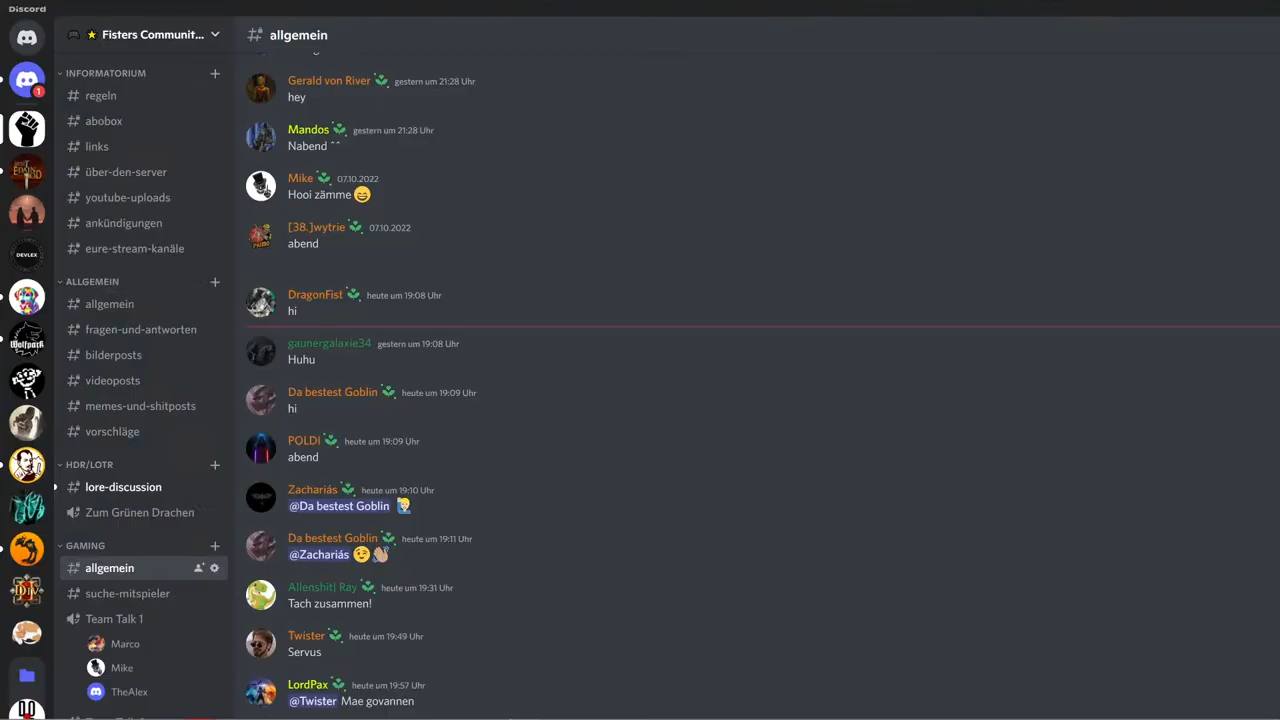 Discord
Fisters Communit...
INFORMATORIUM
regeln
abobox
links
über-den-server
youtube-uploads
ankündigungen
eure-stream-kanäle
ALLGEMEIN
allgemein
fragen-und-antworten
bilderposts
videoposts
memes-und-shitposts
vorschläge
HDR/LOTR
lore-discussion
Zum Grünen Drachen
GAMING
allgemein
suche-mitspieler
Team Talk 1
Marco
Mike
TheAlex
1
DEVLEX
Wolfpark
allgemein
Gerald von River gestern um 21:28 Uhr
hey
Mandos gestern um 21:28 Uhr
Nabend ^^
Mike 07.10.2022
Hooi zämme 😄
[38.]wytrie 07.10.2022
abend
DragonFist heute um 19:08 Uhr
hi
gaunergalaxie34 gestern um 19:08 Uhr
Huhu
Da bestest Goblin heute um 19:09 Uhr
hi
POLDI heute um 19:09 Uhr
abend
Zachariás heute um 19:10 Uhr
@Da bestest Goblin
Da bestest Goblin heute um 19:11 Uhr
@Zachariás 😉👋🏼
Allenshit| Ray heute um 19:31 Uhr
Tach zusammen!
Twister heute um 19:49 Uhr
Servus
LordPax heute um 19:57 Uhr
@Twister Mae govannen